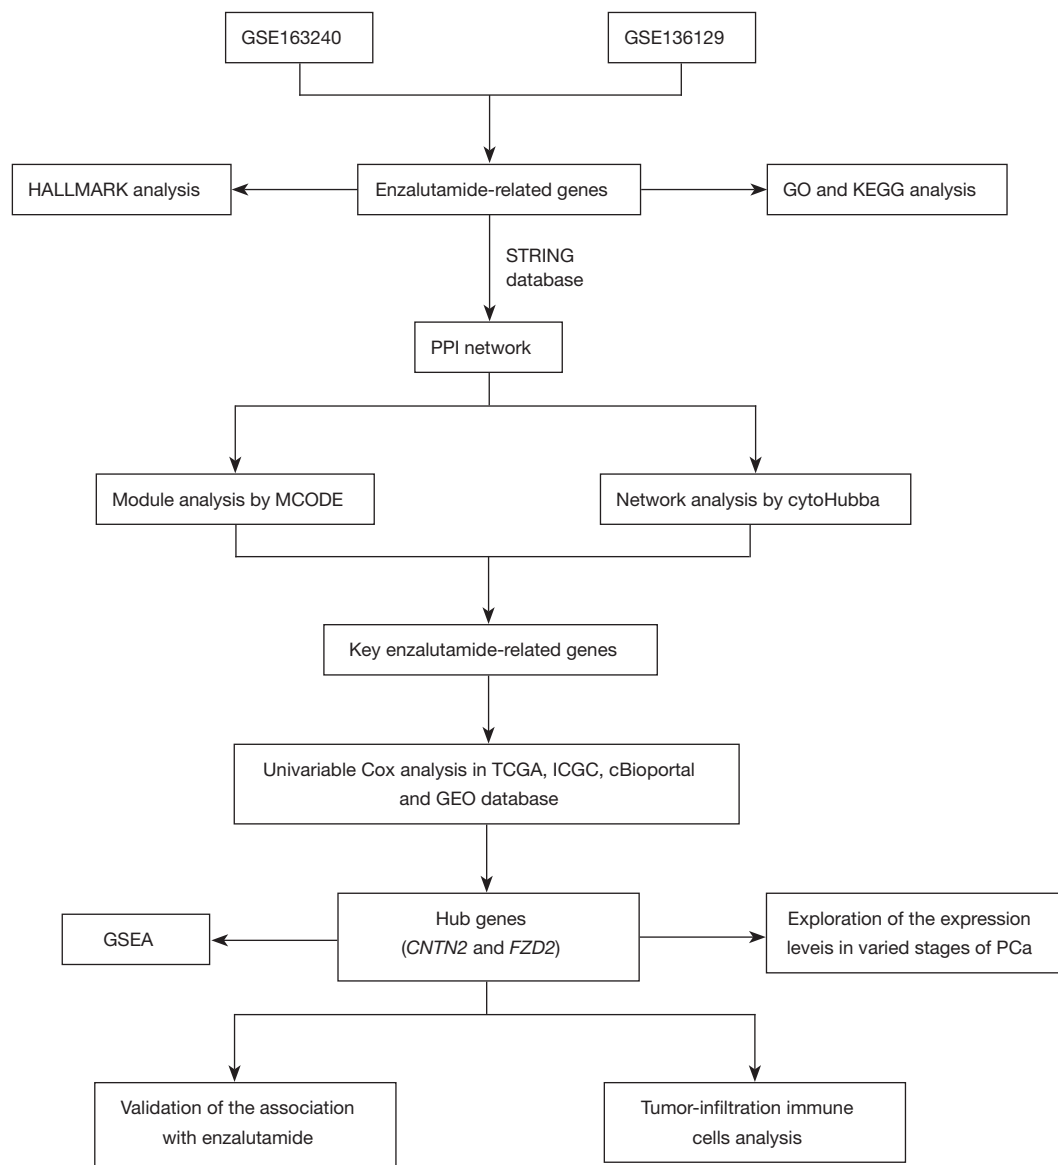 GSE163240
GSE136129
HALLMARK analysis
Enzalutamide-related genes
GO and KEGG analysis
STRING
database
PPI network
Module analysis by MCODE
Network analysis by cytoHubba
Key enzalutamide-related genes
Univariable Cox analysis in TCGA, ICGC, cBioportal
and GEO database
GSEA
Hub genes
(CNTN2 and FZD2)
Exploration of the expression
leveis in varied stages of PCa
Validation of the association
with enzalutamide
Tumor-infiltration immune
cells analysis